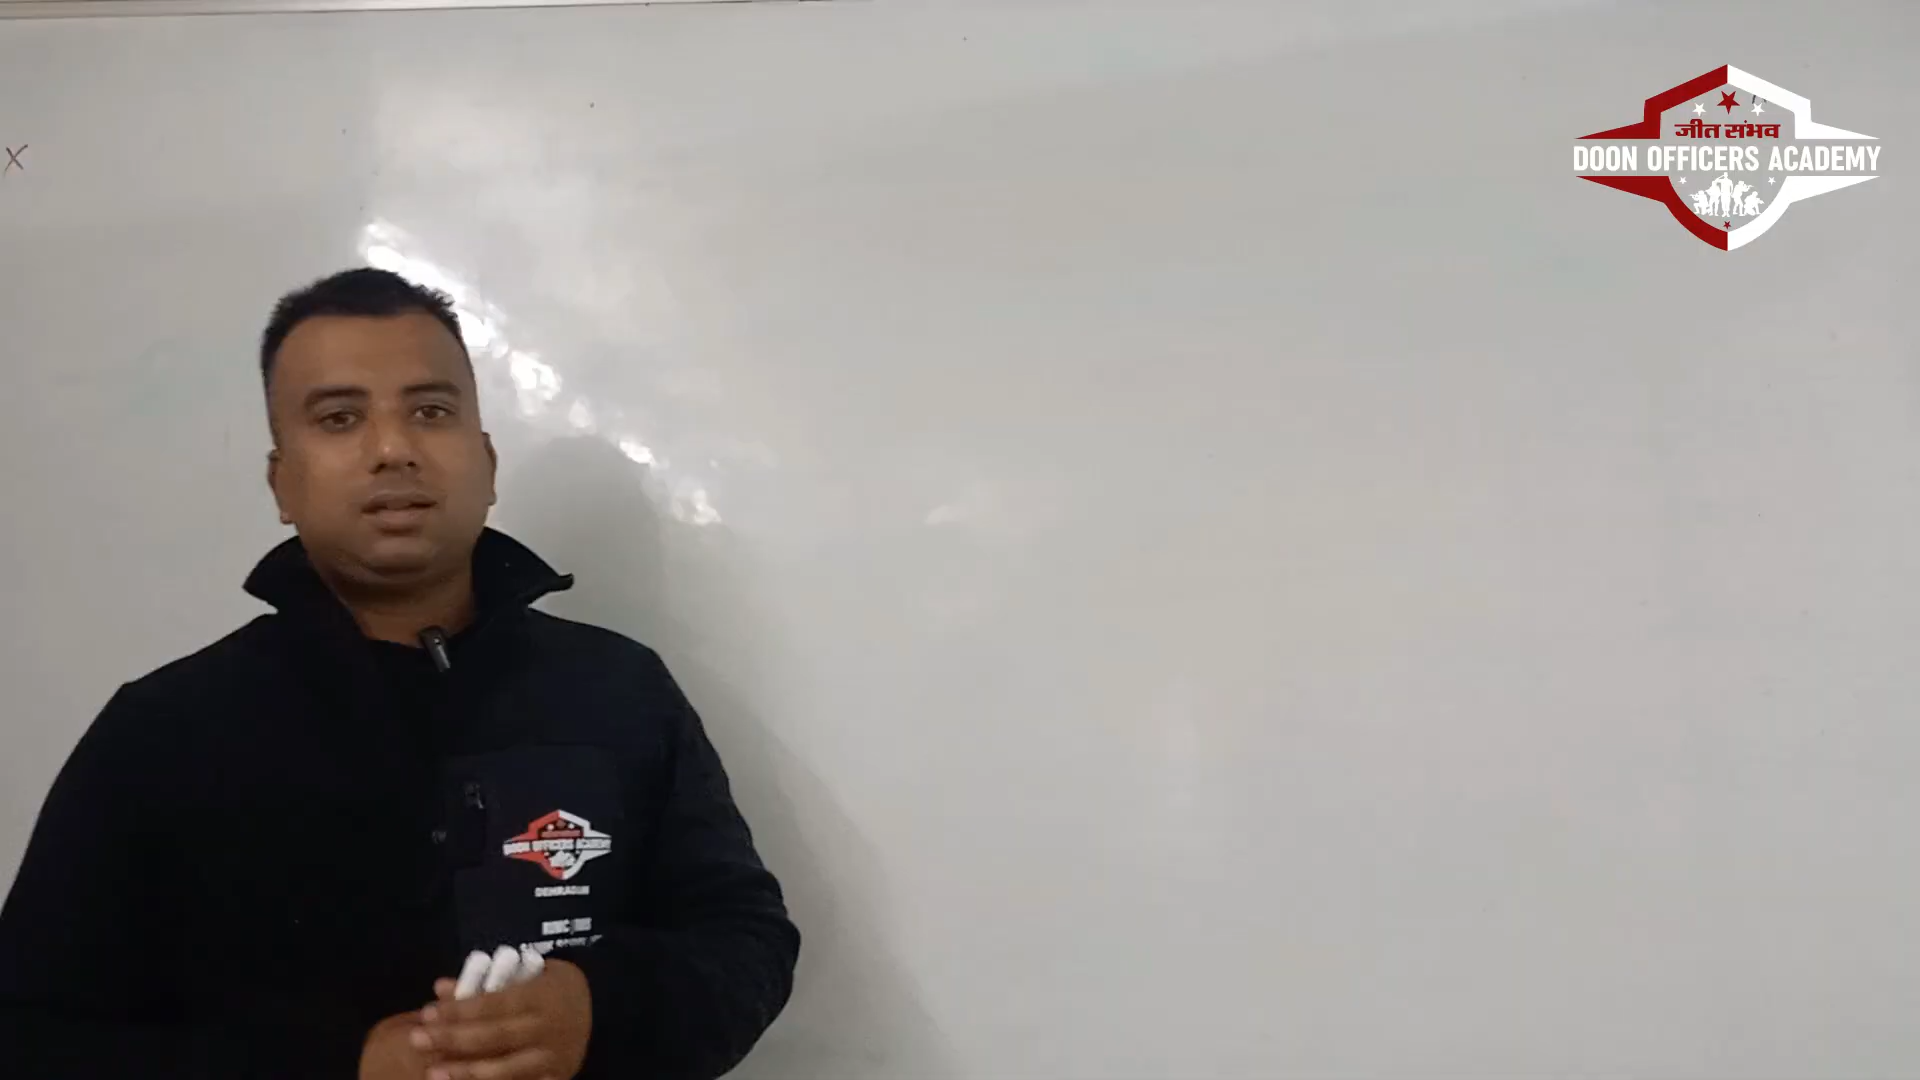 x
जीत संभव
DOON OFFICERS ACADEMY
DOON OFFICERS ACADEMY
DEHRADUN